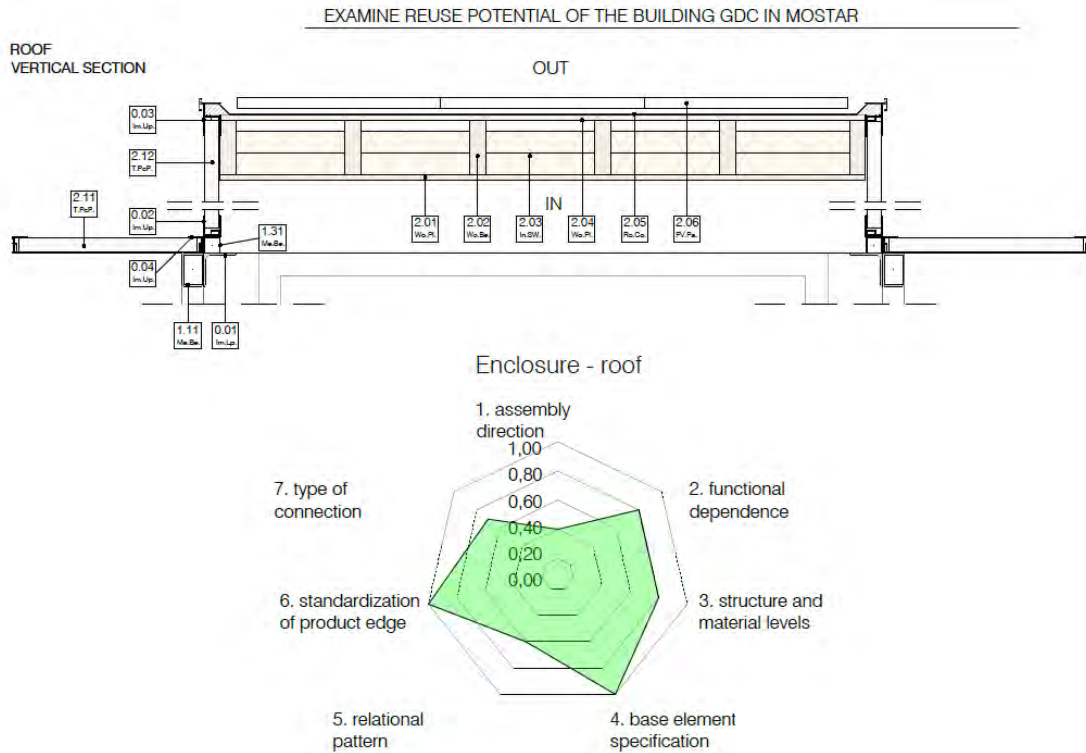 EXAMINE REUSE POTENTIAL OF THE BUILDING GDC IN MOSTAR
ROOF
VERTICAL SECTION
OUT
0.03
Im.Up.
2.12
T.PcP.
2.11
T.PcP.
0.02
Im.Up.
1.31
Me.Be.
IN
2.01
Wo.Pl.
2.02
Wo.Be.
2.03
In.SW.
2.04
Wo.Pl.
2.05
Ro.Co.
2.06
PV.Pa.
0.04
Im.Up.
1.11
Me.Be.
0.01
Im.Lp.
Enclosure - roof
1. assembly
direction
1,00
0,80
0,60
0,40
0,20
0,00
2. functional
dependence
3. structure and
material levels
4. base element
specification
5. relational
pattern
6. standardization
of product edge
7. type of
connection